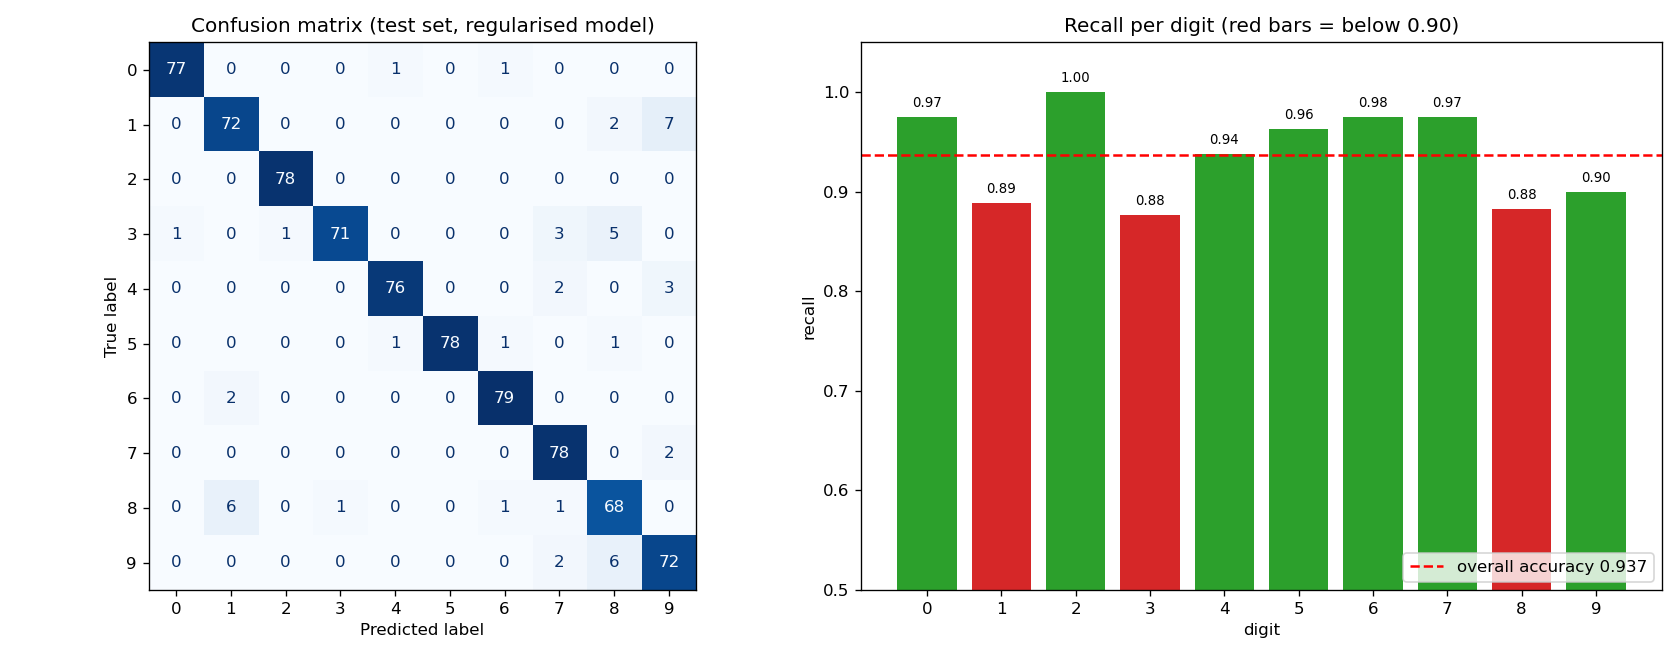 Confusion matrix (test set, regularised model)
True label
0 77 0 0 0 1 0 1 0 0 0
1 0 72 0 0 0 0 0 0 2 7
2 0 0 78 0 0 0 0 0 0 0
3 1 0 1 71 0 0 0 3 5 0
4 0 0 0 0 76 0 0 2 0 3
5 0 0 0 0 1 78 1 0 1 0
6 0 2 0 0 0 0 79 0 0 0
7 0 0 0 0 0 0 0 78 0 2
8 0 6 0 1 0 0 1 1 68 0
9 0 0 0 0 0 0 0 2 6 72
0 1 2 3 4 5 6 7 8 9
Predicted label
Recall per digit (red bars = below 0.90)
recall
1.0
0.9
0.8
0.7
0.6
0.5
0.97 0.89 1.00 0.88 0.94 0.96 0.98 0.97 0.88 0.90
overall accuracy 0.937
0 1 2 3 4 5 6 7 8 9
digit